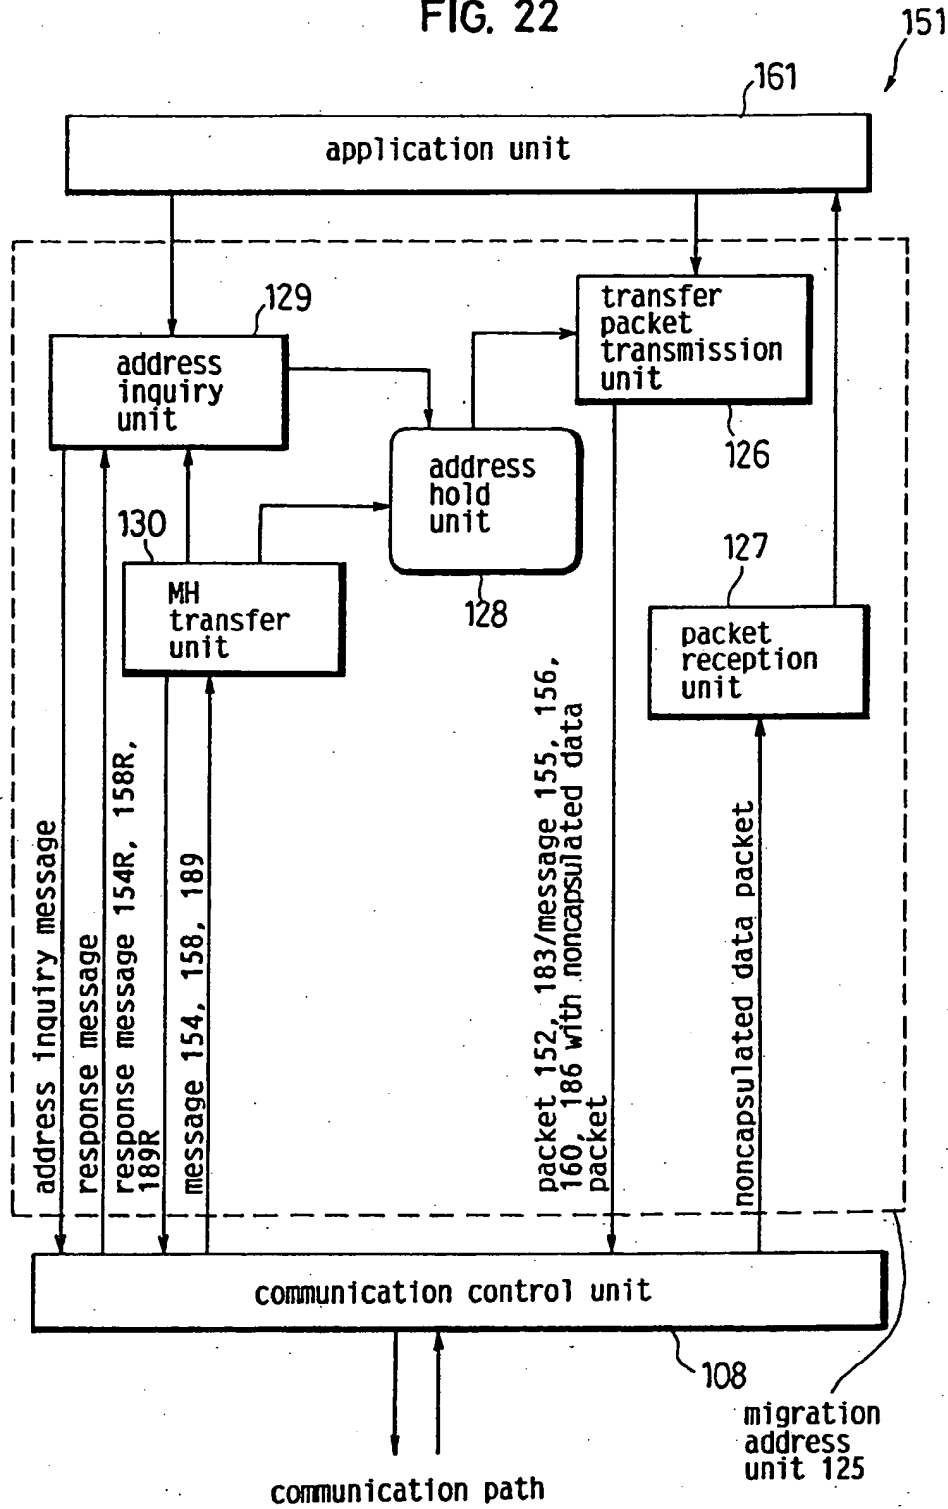 FIG. 22
151
161
application unit
129
address
inquiry
unit
transfer
packet
transmission
unit
126
address
hold
unit
128
130
MH
transfer
unit
127
packet
reception
unit
address inquiry message
response message
response message 154R, 158R,
189R
message 154, 158, 189
packet 152, 183/message 155, 156,
160, 186 with noncapsulated data
packet
noncapsulated data packet
communication control unit
108
migration
address
unit 125
communication path